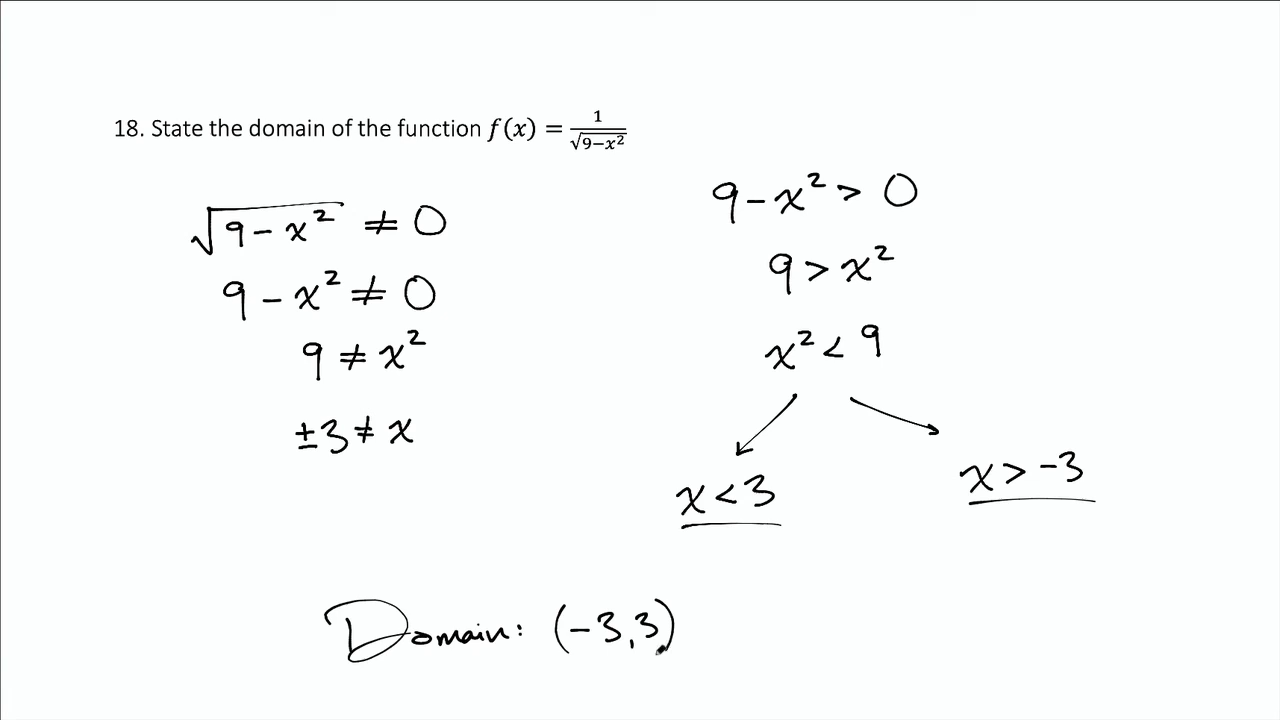 18. State the domain of the function f(x) = 1/√(9−x²)
√(9 − x²) ≠ 0
9 − x² ≠ 0
9 ≠ x²
±3 ≠ x
9 − x² > 0
9 > x²
x² < 9
x < 3
x > −3
Domain: (−3, 3)